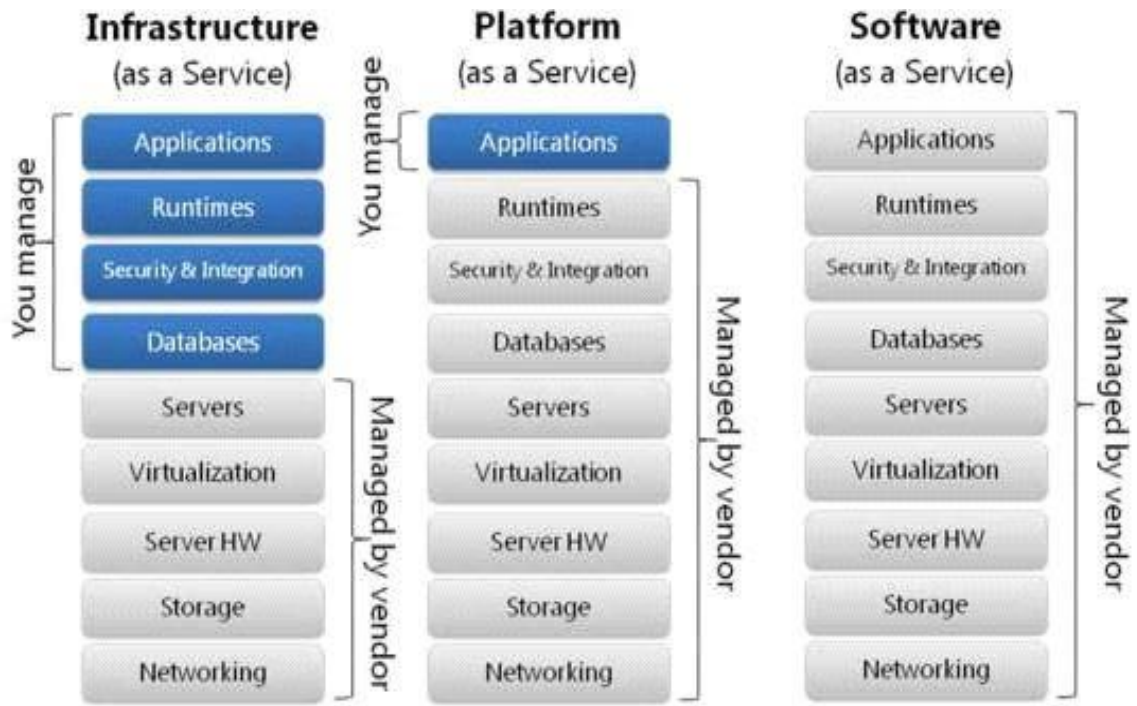 Infrastructure
(as a Service)
You manage
Applications
Runtimes
Security & Integration
Databases
Servers
Virtualization
Server HW
Storage
Networking
Managed by vendor
Platform
(as a Service)
You manage
Applications
Runtimes
Security & Integration
Databases
Servers
Virtualization
Server HW
Storage
Networking
Managed by vendor
Software
(as a Service)
Applications
Runtimes
Security & Integration
Databases
Servers
Virtualization
Server HW
Storage
Networking
Managed by vendor